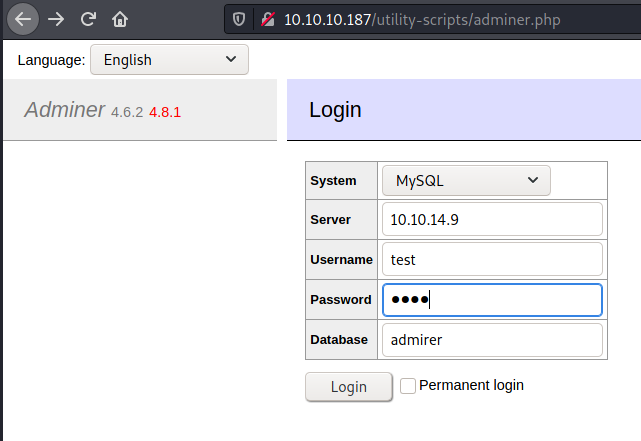 10.10.10.187/utility-scripts/adminer.php
Language: English
Adminer 4.6.2 4.8.1
Login
System MySQL
Server 10.10.14.9
Username test
Password ●●●●
Database admirer
Login Permanent login